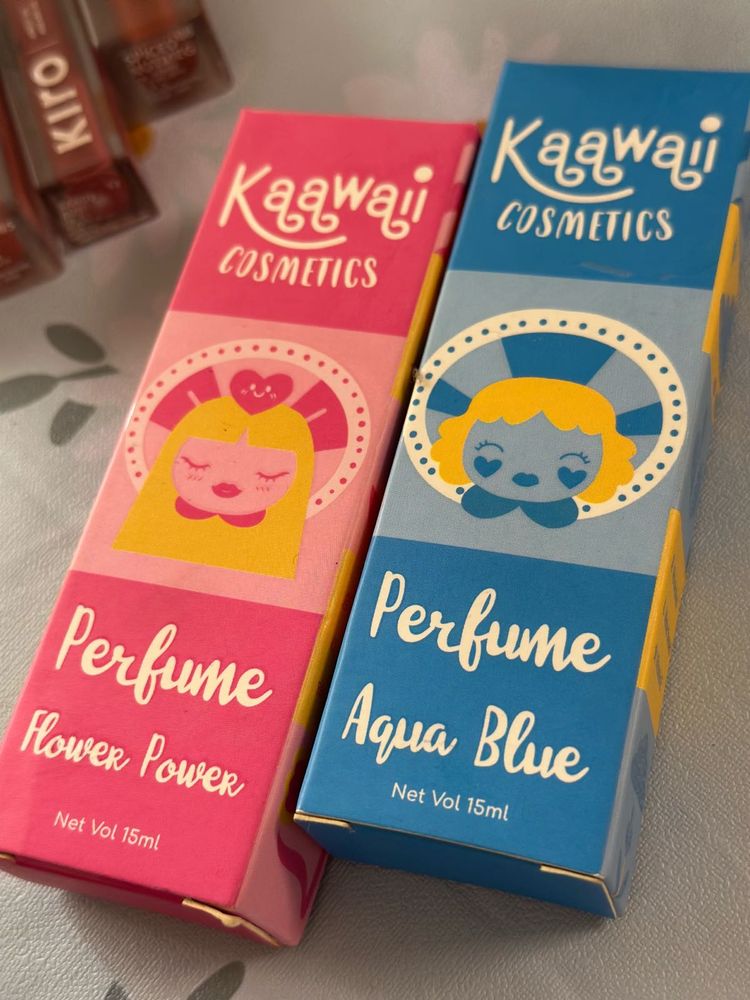 KIRO
Kaawaii
COSMETICS
Perfume
Flower Power
Net Vol 15ml
Kaawaii
COSMETICS
Perfume
Aqua Blue
Net Vol 15ml